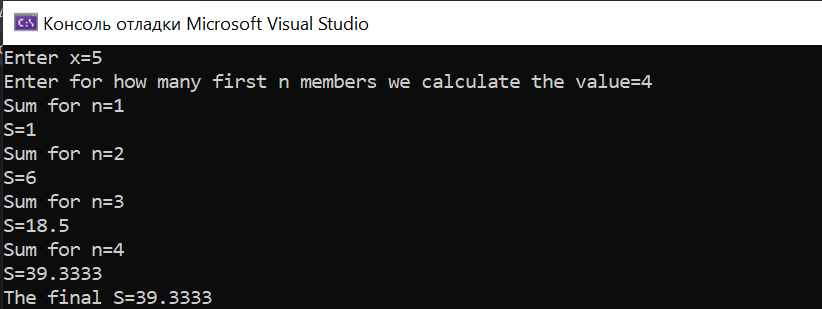 Консоль отладки Microsoft Visual Studio
Enter x=5
Enter for how many first n members we calculate the value=4
Sum for n=1
S=1
Sum for n=2
S=6
Sum for n=3
S=18.5
Sum for n=4
S=39.3333
The final S=39.3333